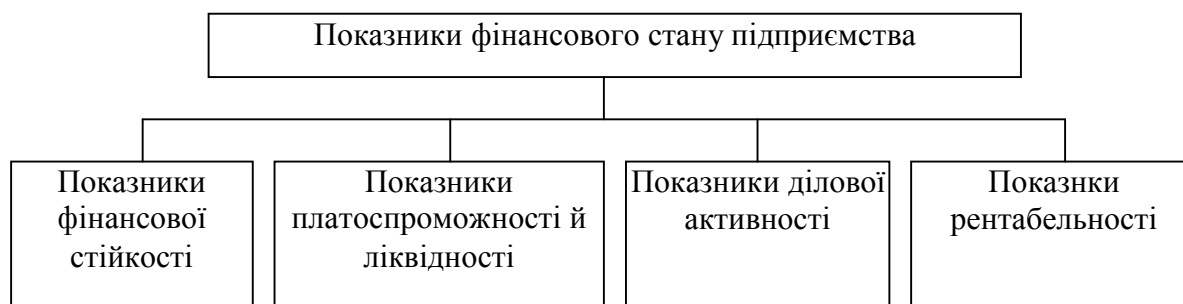 Показники фінансового стану підприємства
Показники
фінансової
стійкості
Показники
платоспроможності й
ліквідності
Показники ділової
активності
Показнки
рентабельності